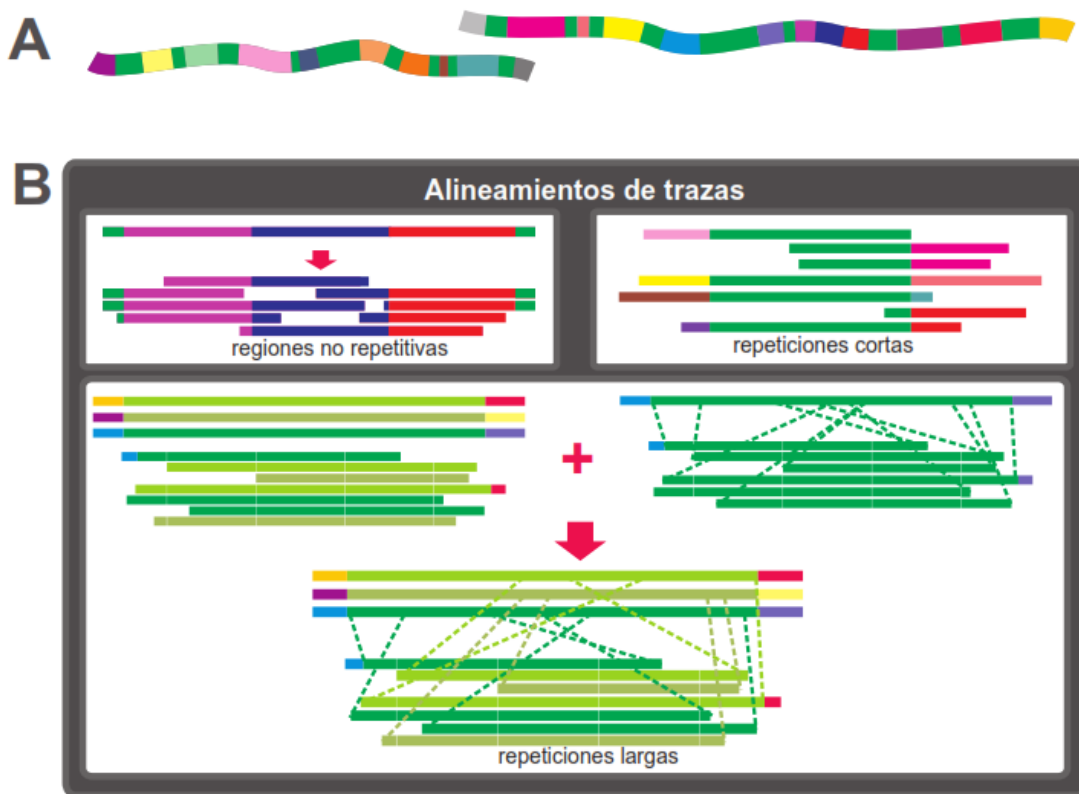 A
B
Alineamientos de trazas
regiones no repetitivas
repeticiones cortas
+
repeticiones largas